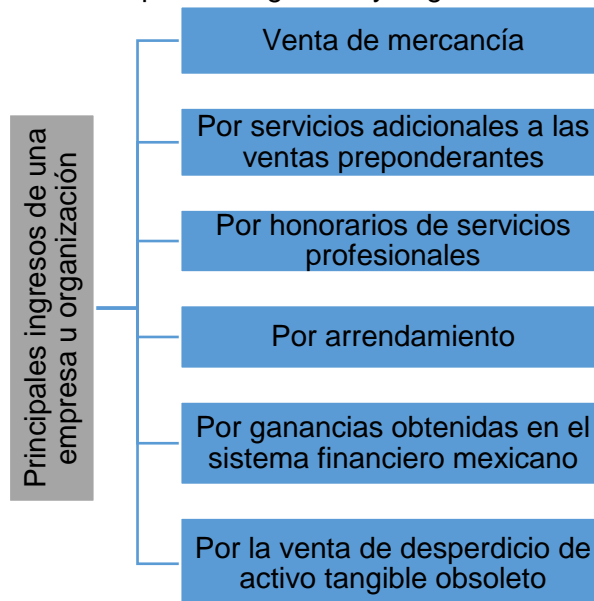 Venta de mercancía
Por servicios adicionales a las
ventas preponderantes
Por honorarios de servicios
profesionales
Principales ingresos de una
empresa u organización
Por arrendamiento
Por ganancias obtenidas en el
sistema financiero mexicano
Por la venta de desperdicio de
activo tangible obsoleto